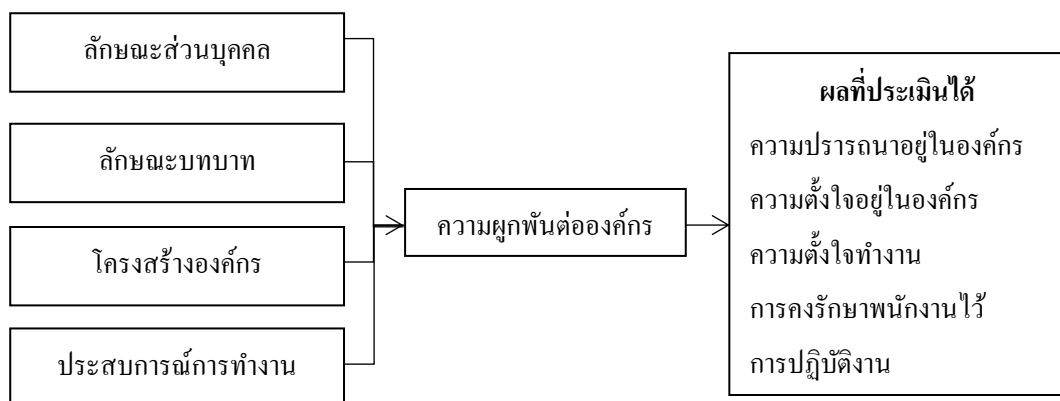 ลักษณะส่วนบุคคล
ลักษณะบทบาท
โครงสร้างองค์กร
ประสบการณ์การทำงาน
ความผูกพันต่อองค์กร
ผลที่ประเมินได้
ความปรารถนาอยู่ในองค์กร
ความตั้งใจอยู่ในองค์กร
ความตั้งใจทำงาน
การคงรักษาพนักงานไว้
การปฏิบัติงาน